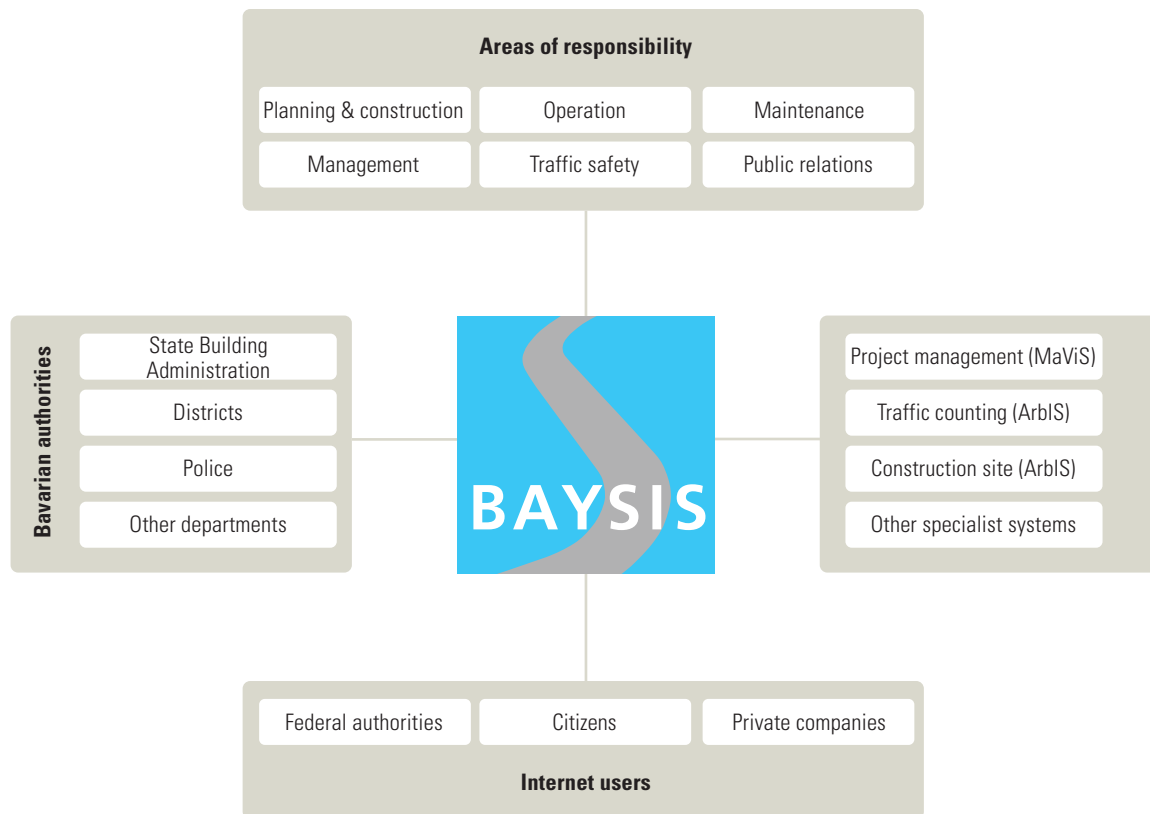 Areas of responsibility
Planning & construction
Operation
Maintenance
Management
Traffic safety
Public relations
Bavarian authorities
State Building
Administration
Districts
Police
Other departments
BAYSIS
Project management (MaViS)
Traffic counting (ArbIS)
Construction site (ArbIS)
Other specialist systems
Federal authorities
Citizens
Private companies
Internet users